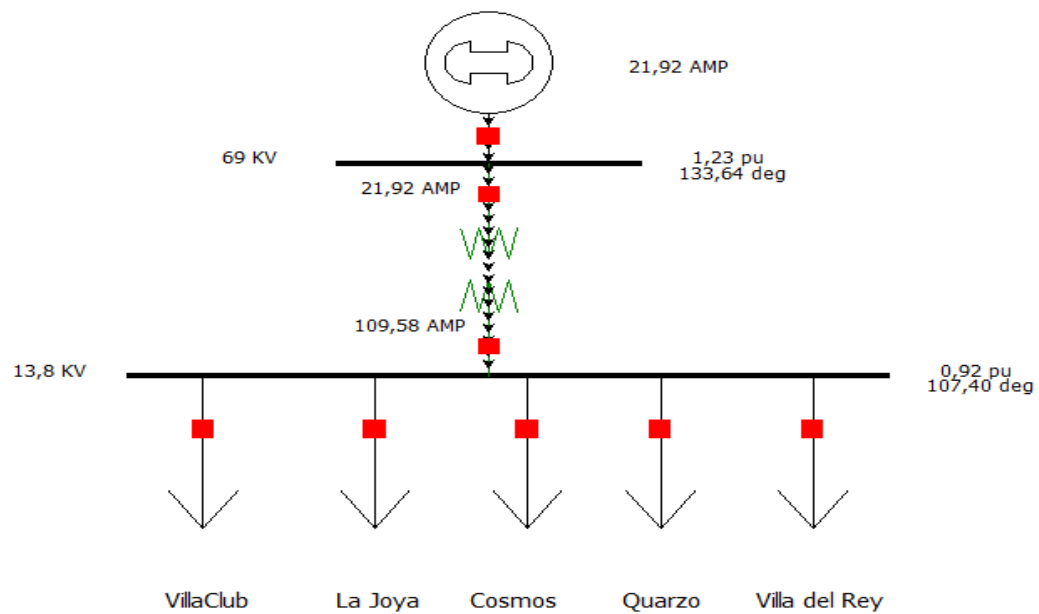 21,92 AMP
69 KV
1,23 pu
133,64 deg
21,92 AMP
109,58 AMP
13,8 KV
0,92 pu
107,40 deg
VillaClub
La Joya
Cosmos
Quarzo
Villa del Rey